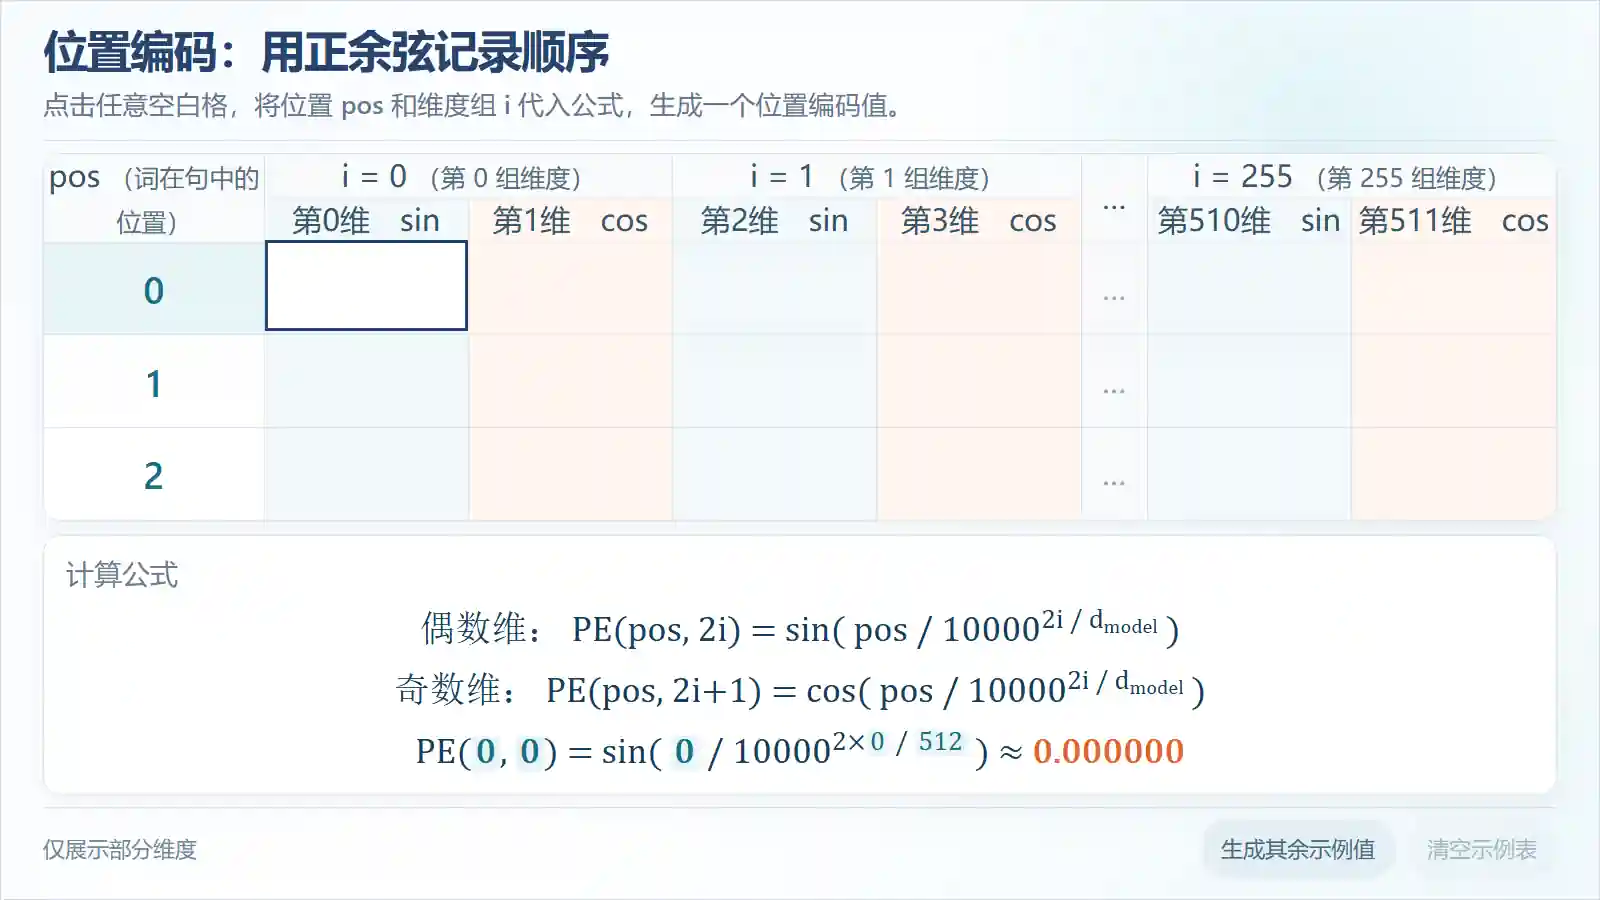 位置编码：用正余弦记录顺序
点击任意空白格，将位置 pos 和维度组 i 代入公式，生成一个位置编码值。
pos （词在句中的位置） i = 0 （第 0 组维度） i = 1 （第 1 组维度） ... i = 255 （第 255 组维度）
第0维 sin 第1维 cos 第2维 sin 第3维 cos 第510维 sin 第511维 cos
0 ...
1 ...
2 ...
计算公式
偶数维： PE(pos, 2i) = sin( pos / 10000^{2i / d_{model}} )
奇数维： PE(pos, 2i+1) = cos( pos / 10000^{2i / d_{model}} )
PE(0, 0) = sin( 0 / 10000^{2×0 / 512} ) ≈ 0.000000
仅展示部分维度 生成其余示例值 清空示例表